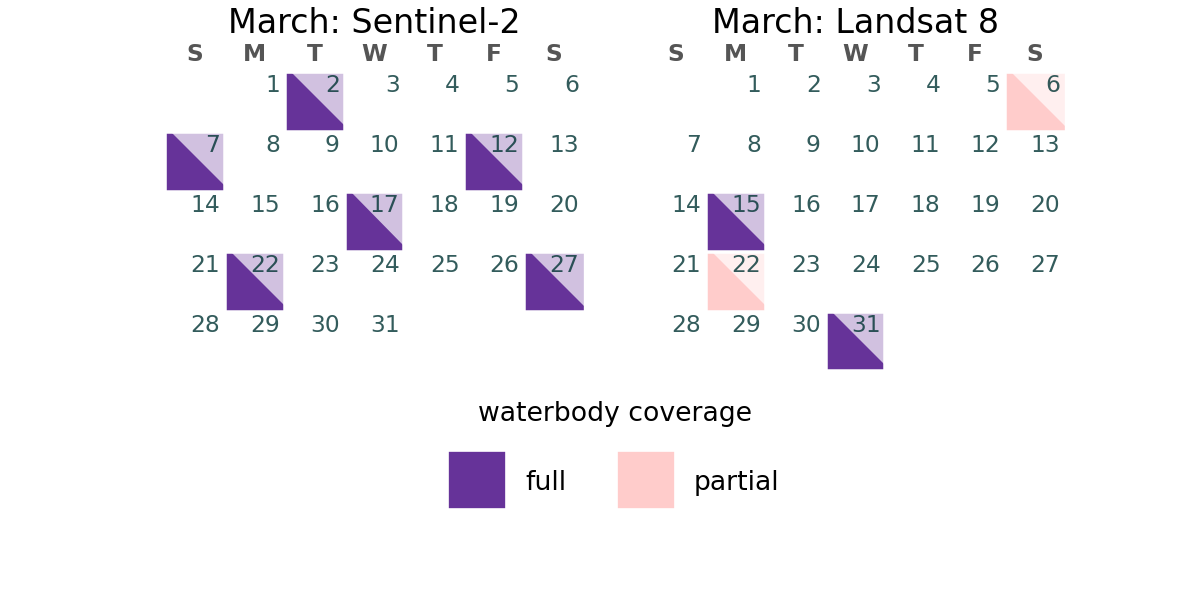 March: Sentinel-2
S M T W T F S
1 2 3 4 5 6
7 8 9 10 11 12 13
14 15 16 17 18 19 20
21 22 23 24 25 26 27
28 29 30 31
March: Landsat 8
S M T W T F S
1 2 3 4 5 6
7 8 9 10 11 12 13
14 15 16 17 18 19 20
21 22 23 24 25 26 27
28 29 30 31
waterbody coverage
full
partial